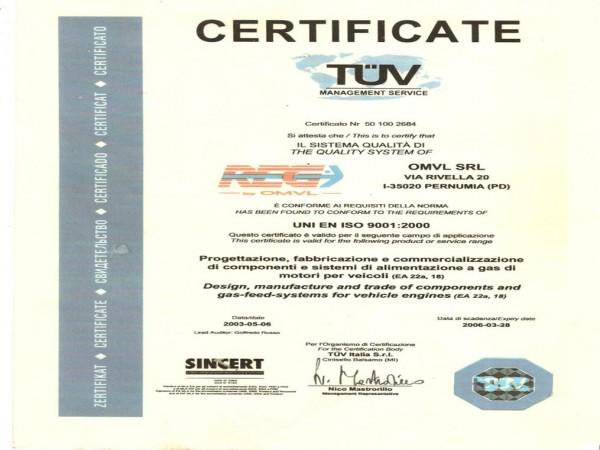 CERTIFICATE
TÜV
MANAGEMENT SERVICE
Certificato Nr 50 100 2684
Si attesta che / This is to certify that
IL SISTEMA QUALITÀ DI
THE QUALITY SYSTEM OF
REG
by OMVL
OMVL SRL
VIA RIVELLA 20
I-35020 PERNUMIA (PD)
È CONFORME AI REQUISITI DELLA NORMA
HAS BEEN FOUND TO CONFORM TO THE REQUIREMENTS OF
UNI EN ISO 9001:2000
Questo certificato è valido per il seguente campo di applicazione
This certificate is valid for the following product or service range
Progettazione, fabbricazione e commercializzazione
di componenti e sistemi di alimentazione a gas di
motori per veicoli (EA 22a, 18)
Design, manufacture and trade of components and
gas-feed-systems for vehicle engines (EA 22a, 18)
Data/date
2003-05-06
Lead Auditor: Goffredo Russo
Data di scadenza/Expiry date
2006-03-28
Per l'Organismo di Certificazione
For the Certification Body
TÜV Italia S.r.l.
Cinisello Balsamo (MI)
SINCERT
N. Mastrorillo
Nico Mastrorillo
Management Representative
TÜV
ZERTIFIKAT ◆ CERTIFICATE ◆ СВИДЕТЕЛЬСТВО ◆ CERTIFICADO ◆ CERTIFICAT ◆ CERTIFICATO